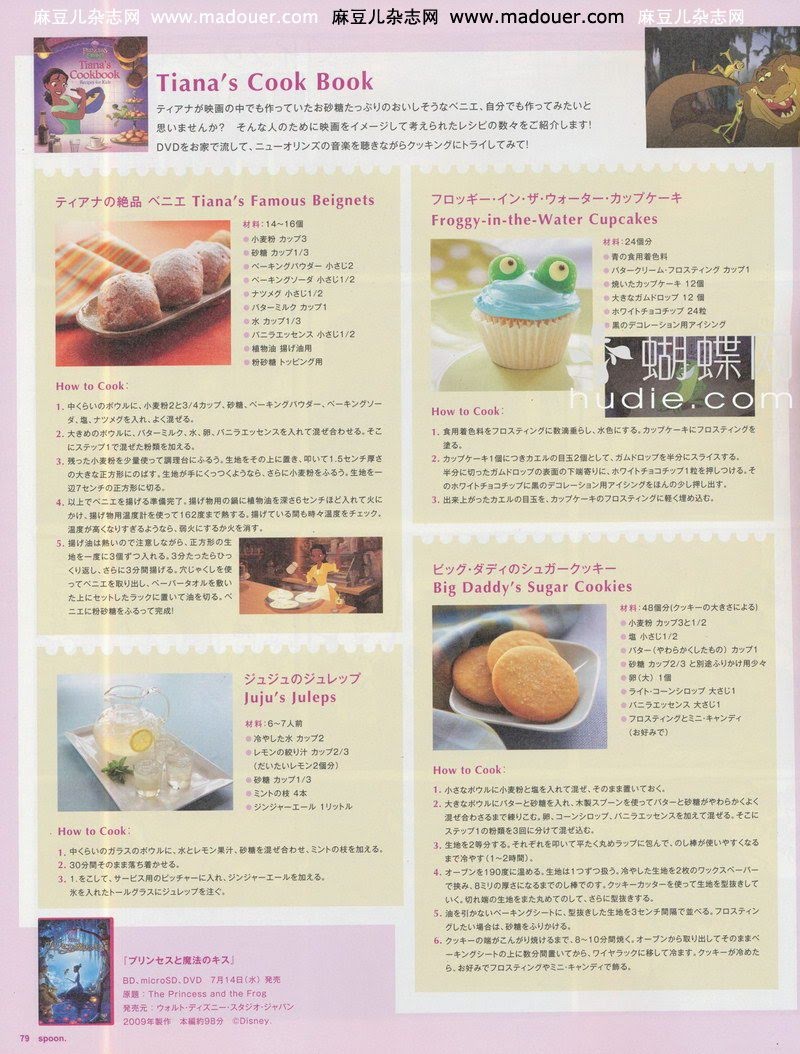 麻豆儿杂志网 www.madouer.com 麻豆儿杂志网 www.madouer.com 麻豆儿杂志网
Tiana's
Cookbook
Recipes for Kids
Tiana's Cook Book
ティアナが映画の中でも作っていたお砂糖たっぷりのおいしそうなベニエ、自分でも作ってみたいと
思いませんか？ そんな人のために映画をイメージして考えられたレシピの数々をご紹介します！
DVDをお家で流して、ニューオリンズの音楽を聴きながらクッキングにトライしてみて！
ティアナの絶品 ベニエ Tiana's Famous Beignets
材料：14〜16個
小麦粉 カップ3
砂糖 カップ1/3
ベーキングパウダー 小さじ2
ベーキングソーダ 小さじ1/2
ナツメグ 小さじ1/2
バターミルク カップ1
水 カップ1/3
バニラエッセンス 小さじ1/2
植物油 揚げ油用
粉砂糖 トッピング用
How to Cook:
1. 中くらいのボウルに、小麦粉2と3/4カップ、砂糖、ベーキングパウダー、ベーキングソー
ダ、塩、ナツメグを入れ、よく混ぜる。
2. 大きめのボウルに、バターミルク、水、卵、バニラエッセンスを入れて混ぜ合わせる。そこ
にステップ1で混ぜた粉類を加える。
3. 残った小麦粉を少量使って調理台にふるう。生地をその上に置き、叩いて1.5センチ厚さ
の大きな正方形にのばす。生地が手にくっつくようなら、さらに小麦粉をふるう。生地を一
辺7センチの正方形に切る。
4. 以上でベニエを揚げる準備完了。揚げ物用の鍋に植物油を深さ6センチほど入れて火に
かけ、揚げ物用温度計を使って162度まで熱する。揚げている間も時々温度をチェック。
温度が高くなりすぎるようなら、弱火にするか火を消す。
5. 揚げ油は熱いので注意しながら、正方形の生
地を一度に3個ずつ入れる。3分たったらひっ
くり返し、さらに3分間揚げる。穴じゃくしを使
ってベニエを取り出し、ペーパータオルを敷い
た上にセットしたラックに置いて油を切る。ベ
ニエに粉砂糖をふるって完成！
フロッギー・イン・ザ・ウォーター・カップケーキ
Froggy-in-the-Water Cupcakes
材料：24個分
青の食用着色料
バタークリーム・フロスティング カップ1
焼いたカップケーキ 12個
大きなガムドロップ 12 個
ホワイトチョコチップ 24粒
黒のデコレーション用アイシング
蝴蝶网
hudie.com
How to Cook:
1. 食用着色料をフロスティングに数滴垂らし、水色にする。カップケーキにフロスティングを
塗る。
2. カップケーキ1個につきカエルの目玉2個として、ガムドロップを半分にスライスする。
半分に切ったガムドロップの表面の下端寄りに、ホワイトチョコチップ1粒を押しつける。そ
のホワイトチョコチップに黒のデコレーション用アイシングをほんの少し押し出す。
3. 出来上がったカエルの目玉を、カップケーキのフロスティングに軽く埋め込む。
ジュジュのジュレップ
Juju's Juleps
材料：6〜7人前
冷やした水 カップ2
レモンの絞り汁 カップ2/3
（だいたいレモン2個分）
砂糖 カップ1/3
ミントの枝 4本
ジンジャーエール 1リットル
How to Cook:
1. 中くらいのガラスのボウルに、水とレモン果汁、砂糖を混ぜ合わせ、ミントの枝を加える。
2. 30分間そのまま落ち着かせる。
3. 1.をこして、サービス用のピッチャーに入れ、ジンジャーエールを加える。
氷を入れたトールグラスにジュレップを注ぐ。
ビッグ・ダディのシュガークッキー
Big Daddy's Sugar Cookies
材料：48個分（クッキーの大きさによる）
小麦粉 カップ3と1/2
塩 小さじ1/2
バター（やわらかくしたもの） カップ1
砂糖 カップ2/3 と別途ふりかけ用少々
卵（大） 1個
ライト・コーンシロップ 大さじ1
バニラエッセンス 大さじ1
フロスティングとミニ・キャンディ
（お好みで）
How to Cook:
1. 小さなボウルに小麦粉と塩を入れて混ぜ、そのまま置いておく。
2. 大きなボウルにバターと砂糖を入れ、木製スプーンを使ってバターと砂糖がやわらかくよく
混ぜ合わさるまで練りこむ。卵、コーンシロップ、バニラエッセンスを加えて混ぜる。そこに
ステップ1の粉類を3回に分けて混ぜ込む。
3. 生地を2等分する。それぞれを叩いて平たく丸めラップに包んで、のし棒が使いやすくなる
まで冷やす（1〜2時間）。
4. オーブンを190度に温める。生地は1つずつ扱う。冷やした生地を2枚のワックスペーパー
で挟み、8ミリの厚さになるまでのし棒でのす。クッキーカッターを使って生地を型抜きして
いく。切れ端の生地をまた丸めてのして、さらに型抜きする。
5. 油を引かないベーキングシートに、型抜きした生地を3センチ間隔で並べる。フロスティン
グしたい場合は、砂糖をふりかける。
6. クッキーの端がこんがり焼けるまで、8〜10分間焼く。オーブンから取り出してそのままベ
ーキングシートの上に数分間置いてから、ワイヤラックに移して冷ます。クッキーが冷めた
ら、お好みでフロスティングやミニ・キャンディで飾る。
『プリンセスと魔法のキス』
BD、microSD、DVD 7月14日（水）発売
原題：The Princess and the Frog
発売元：ウォルト・ディズニー・スタジオ・ジャパン
2009年製作 本編約98分 ©Disney.
79 spoon.